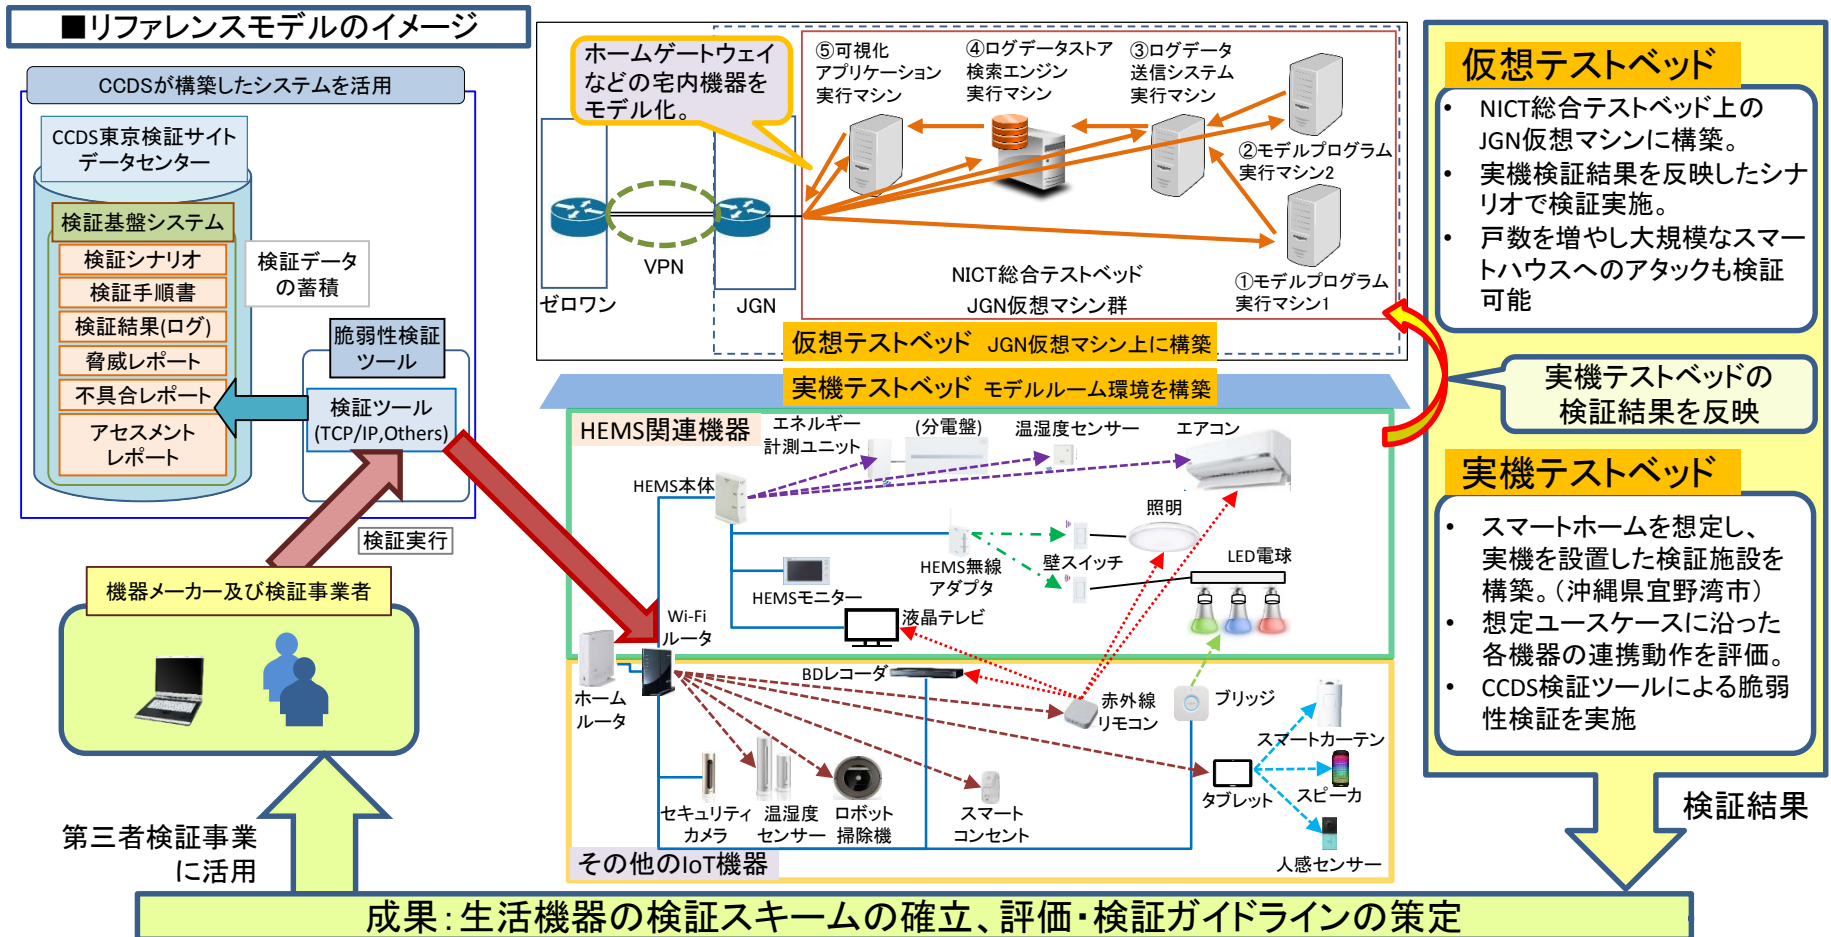 ■リファレンスモデルのイメージ
CCDSが構築したシステムを活用
CCDS東京検証サイト
データセンター
検証基盤システム
検証シナリオ
検証手順書
検証結果(ログ)
脅威レポート
不具合レポート
アセスメント
レポート
検証データ
の蓄積
脆弱性検証
ツール
検証ツール
(TCP/IP,Others)
検証実行
機器メーカー及び検証事業者
第三者検証事業
に活用
ホームゲートウェイ
などの宅内機器を
モデル化。
⑤可視化
アプリケーション
実行マシン
④ログデータストア
検索エンジン
実行マシン
③ログデータ
送信システム
実行マシン
②モデルプログラム
実行マシン2
①モデルプログラム
実行マシン1
VPN
ゼロワン
JGN
NICT総合テストベッド
JGN仮想マシン群
仮想テストベッド JGN仮想マシン上に構築
実機テストベッド モデルルーム環境を構築
HEMS関連機器
エネルギー
計測ユニット
(分電盤)
温湿度センサー
エアコン
HEMS本体
照明
HEMS無線
アダプタ
壁スイッチ
LED電球
HEMSモニター
液晶テレビ
Wi-Fi
ルータ
ホーム
ルータ
BDレコーダ
赤外線
リモコン
ブリッジ
スマートカーテン
タブレット
スピーカ
人感センサー
セキュリティ
カメラ
温湿度
センサー
ロボット
掃除機
スマート
コンセント
その他のIoT機器
仮想テストベッド
• NICT総合テストベッド上の
JGN仮想マシンに構築。
• 実機検証結果を反映したシナ
リオで検証実施。
• 戸数を増やし大規模なスマー
トハウスへのアタックも検証
可能
実機テストベッドの
検証結果を反映
実機テストベッド
• スマートホームを想定し、
実機を設置した検証施設を
構築。（沖縄県宜野湾市）
• 想定ユースケースに沿った
各機器の連携動作を評価。
• CCDS検証ツールによる脆弱
性検証を実施
検証結果
成果：生活機器の検証スキームの確立、評価・検証ガイドラインの策定